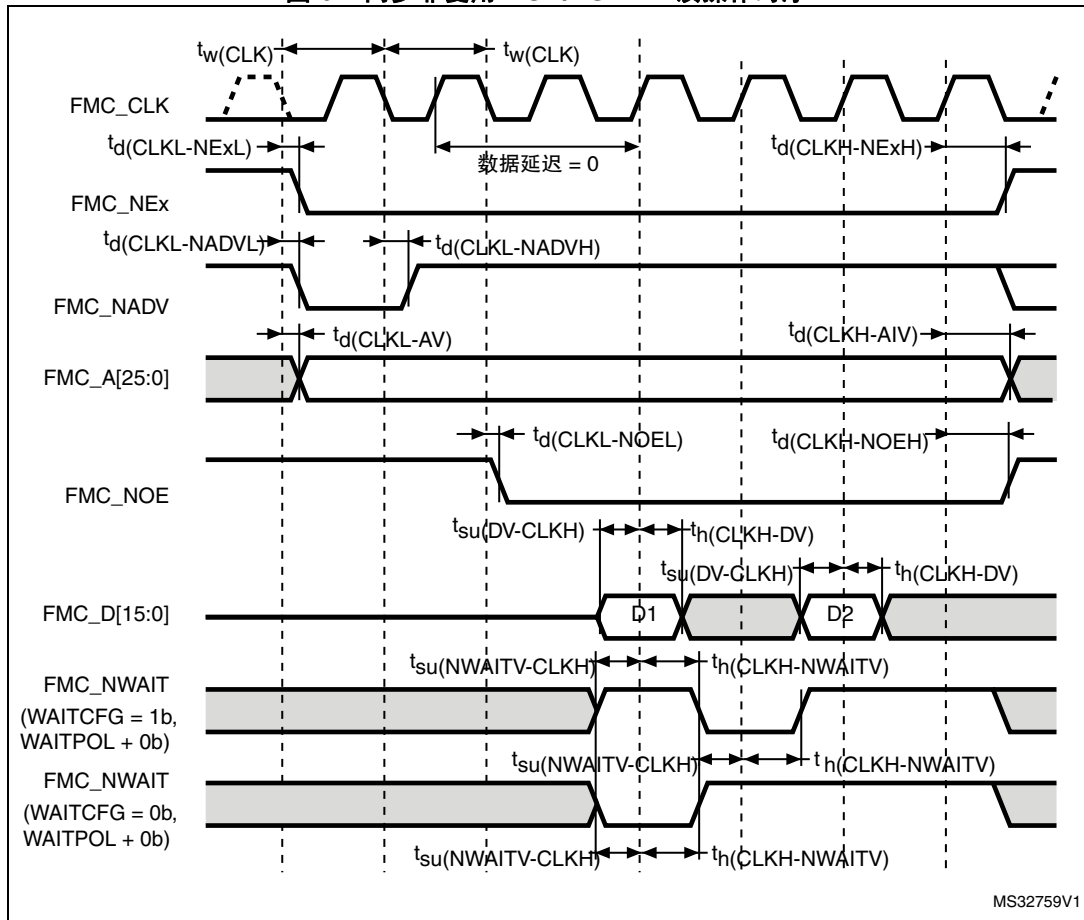 tw(CLK)
tw(CLK)
FMC_CLK
td(CLKL-NExL)
数据延迟 = 0
td(CLKH-NExH)
FMC_NEx
td(CLKL-NADVL)
td(CLKL-NADVH)
FMC_NADV
td(CLKL-AV)
td(CLKH-AIV)
FMC_A[25:0]
td(CLKL-NOEL)
td(CLKH-NOEH)
FMC_NOE
tsu(DV-CLKH)
th(CLKH-DV)
tsu(DV-CLKH)
th(CLKH-DV)
FMC_D[15:0]
D1
D2
tsu(NWAITV-CLKH)
th(CLKH-NWAITV)
FMC_NWAIT
(WAITCFG = 1b,
WAITPOL + 0b)
tsu(NWAITV-CLKH)
th(CLKH-NWAITV)
FMC_NWAIT
(WAITCFG = 0b,
WAITPOL + 0b)
tsu(NWAITV-CLKH)
th(CLKH-NWAITV)
MS32759V1